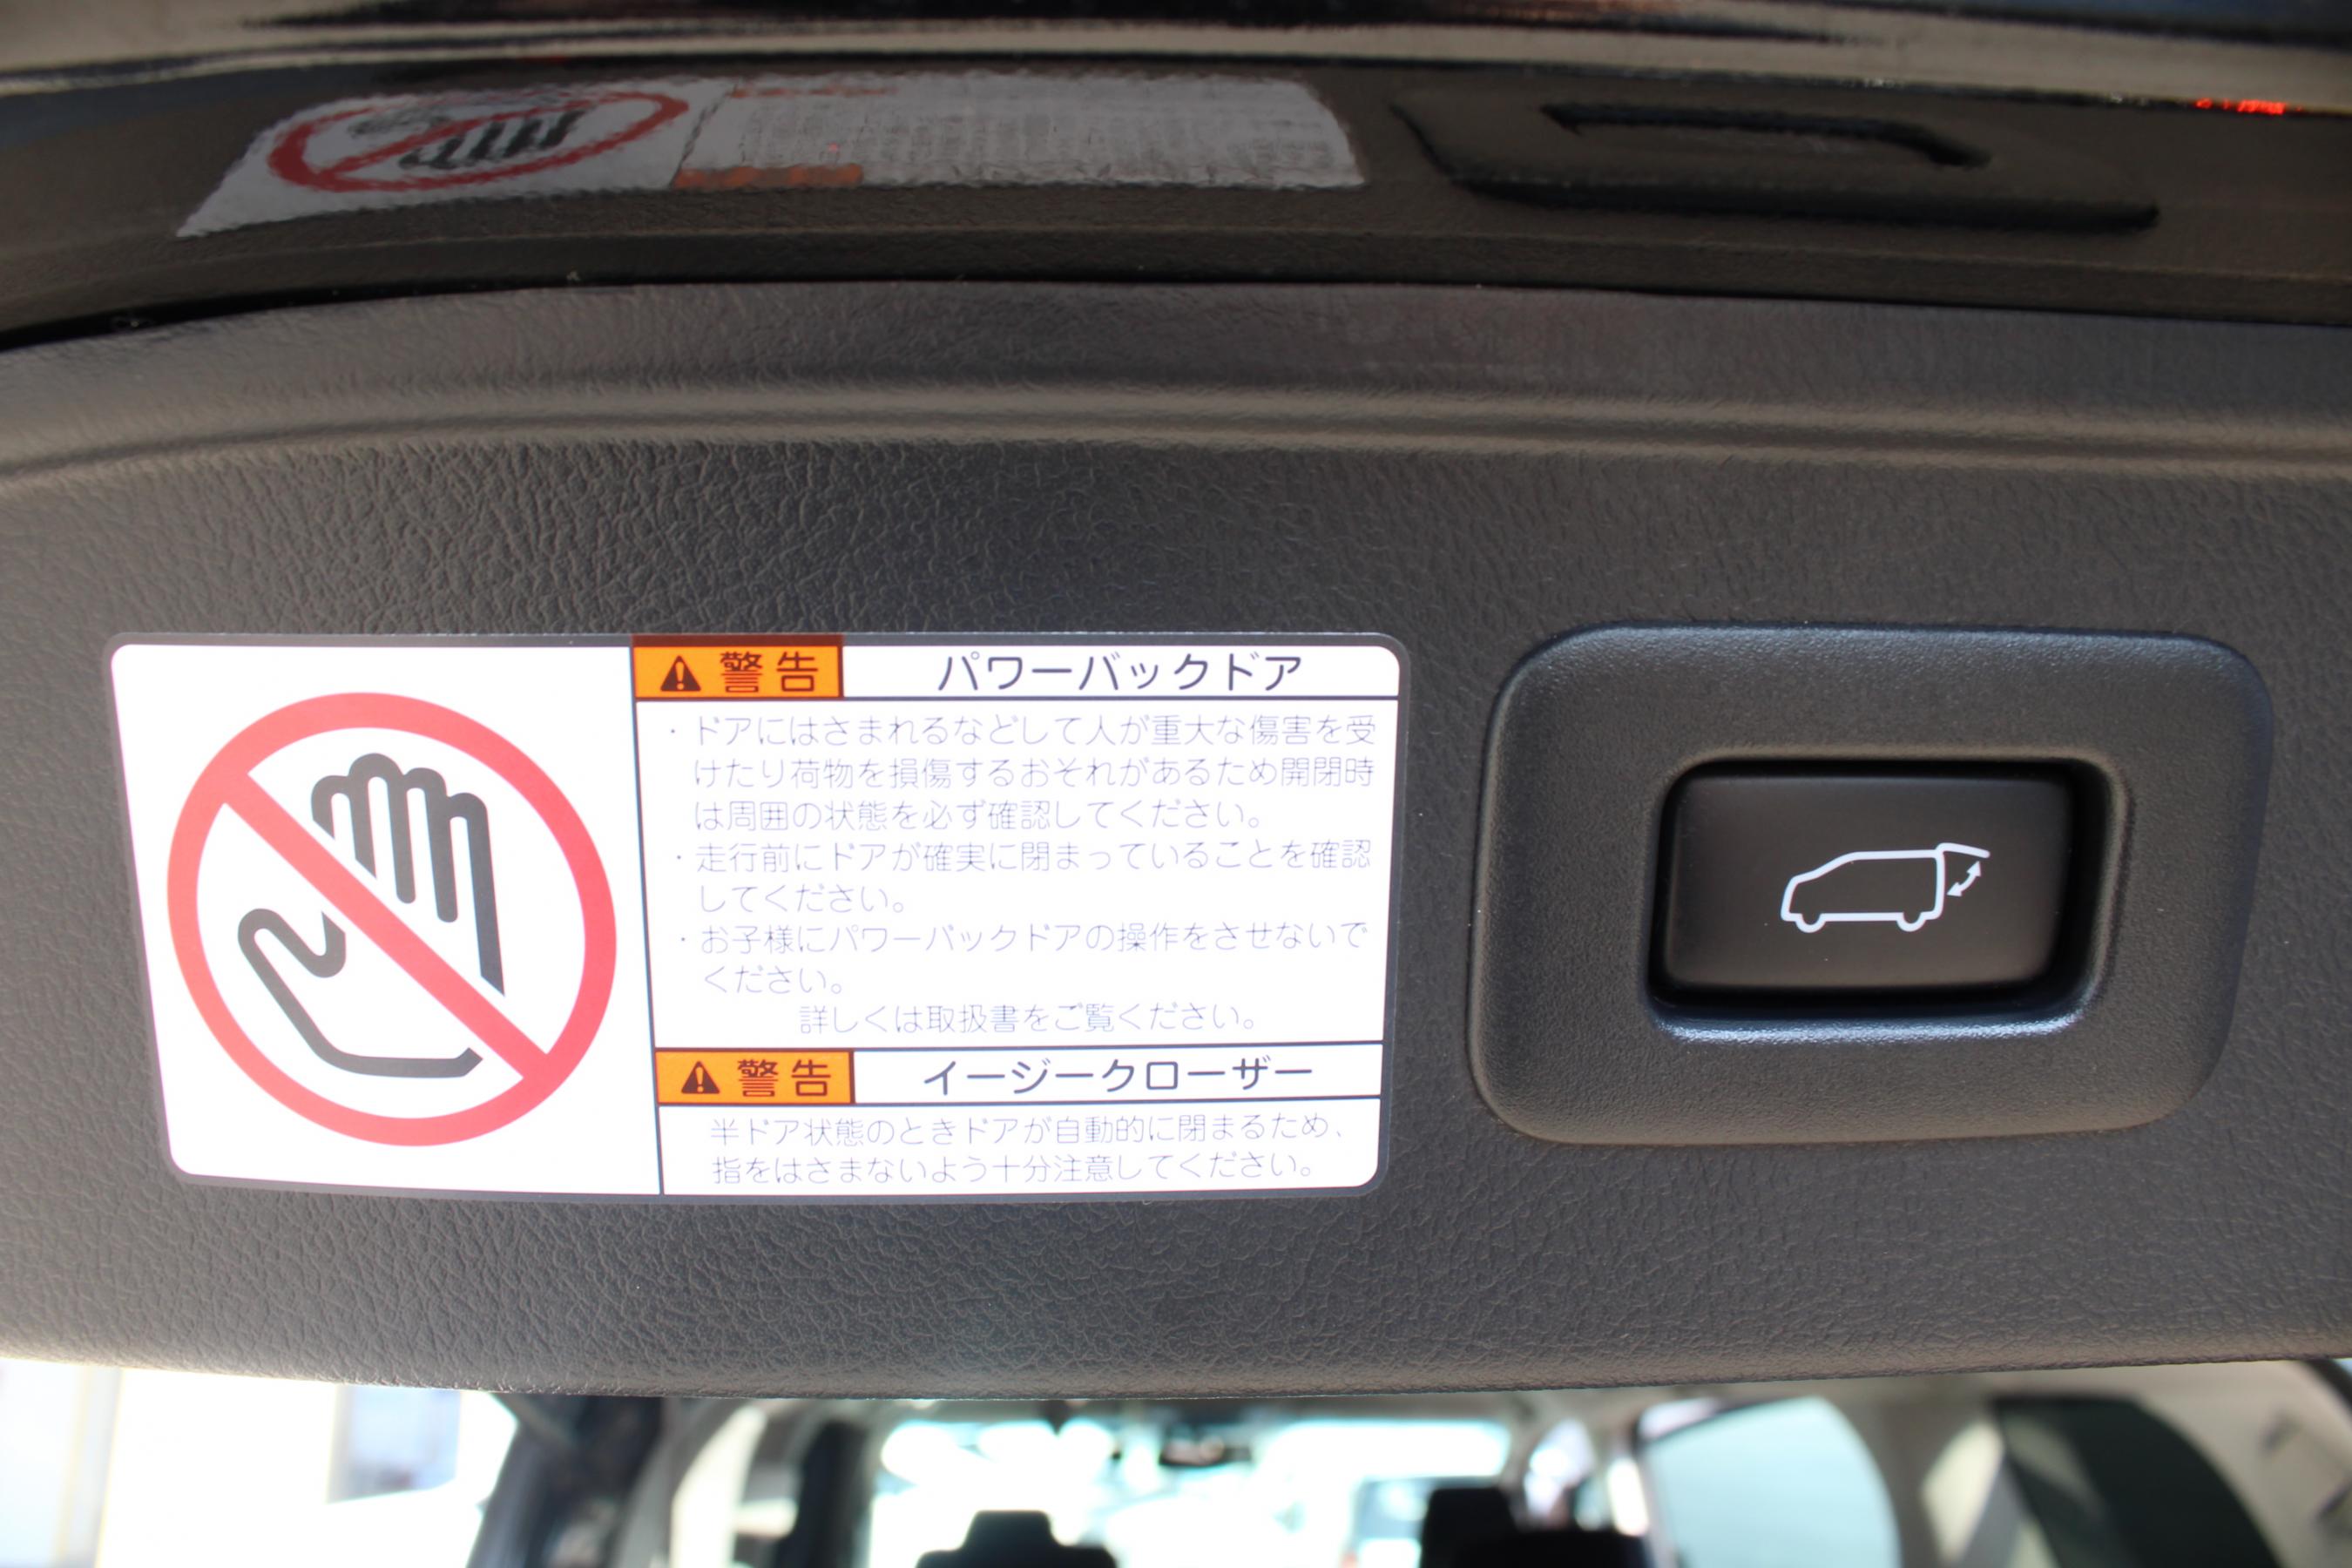 警告 パワーバックドア
・ドアにはさまれるなどして人が重大な傷害を受
けたり荷物を損傷するおそれがあるため開閉時
は周囲の状態を必ず確認してください。
・走行前にドアが確実に閉まっていることを確認
してください。
・お子様にパワーバックドアの操作をさせないで
ください。
詳しくは取扱書をご覧ください。
警告 イージークローザー
半ドア状態のときドアが自動的に閉まるため、
指をはさまないよう十分注意してください。